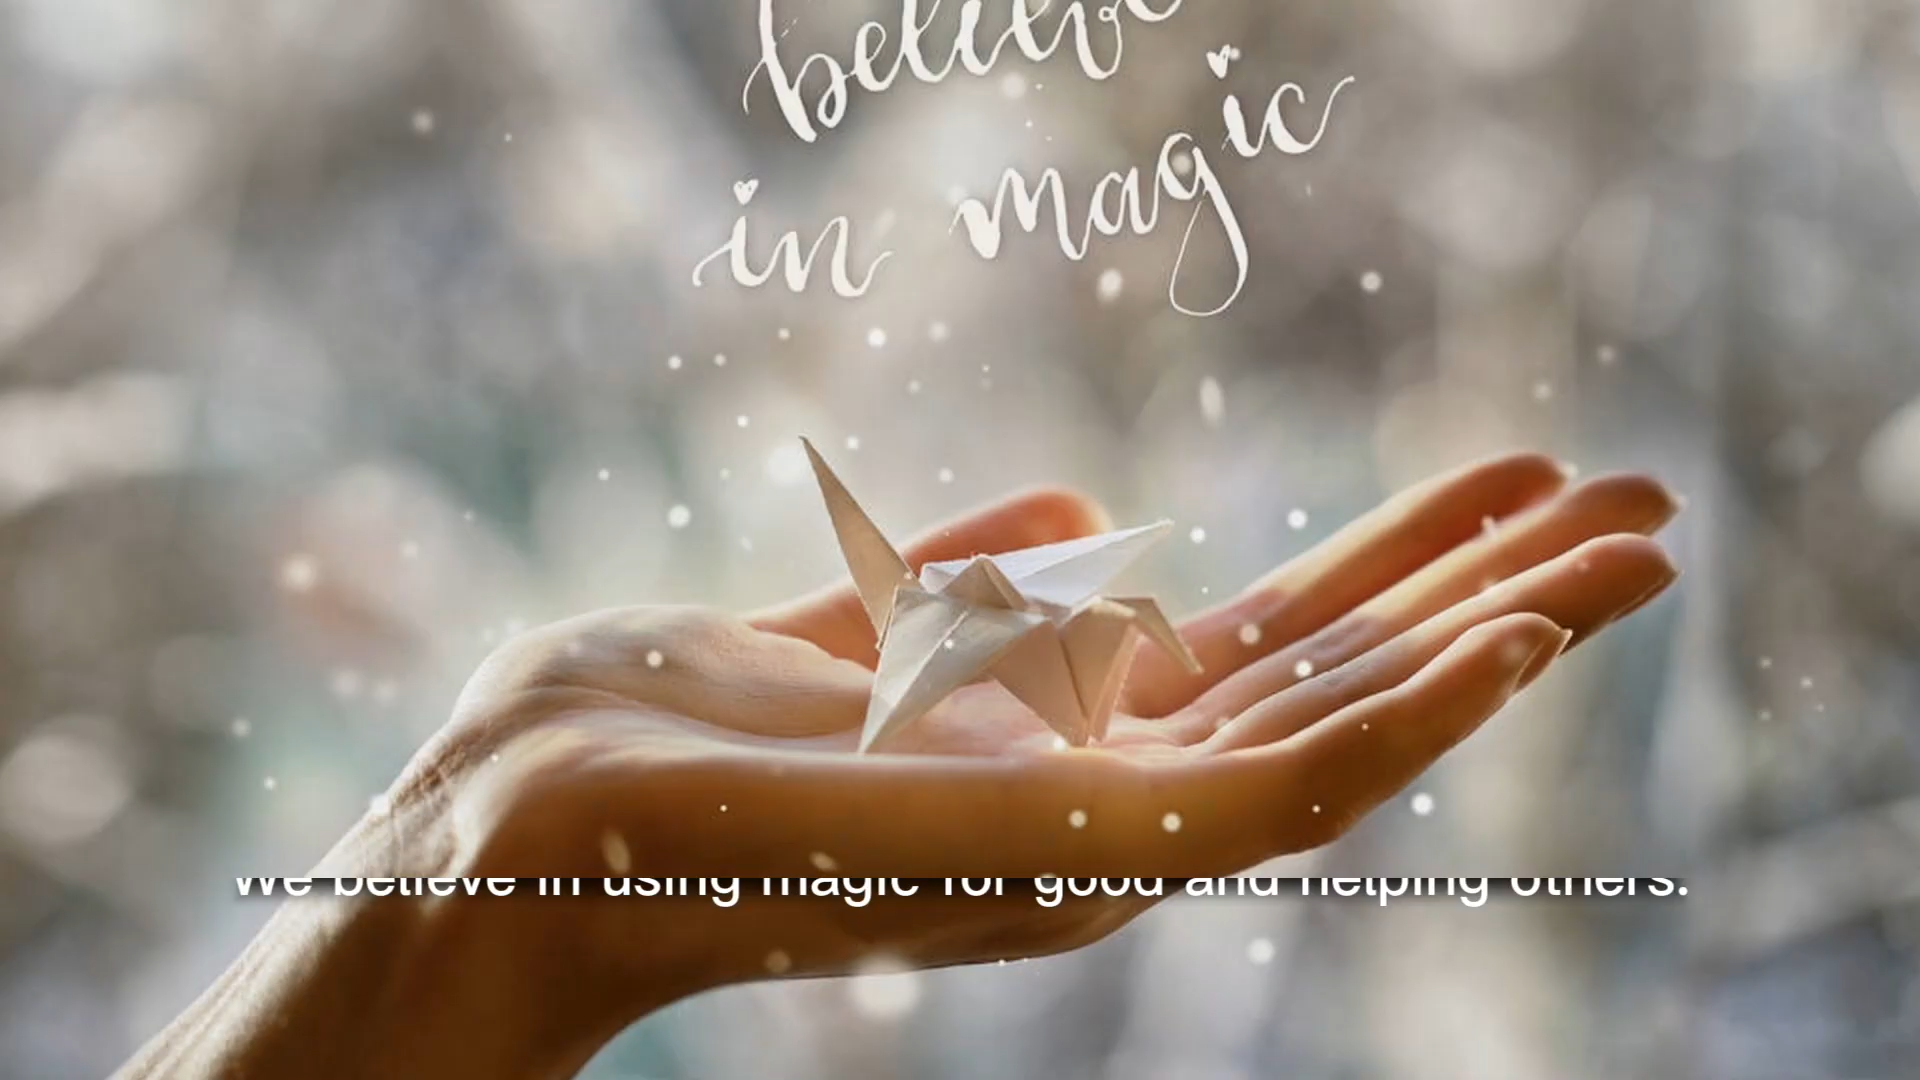 believe
in magic
We believe in using magic for good and helping others.